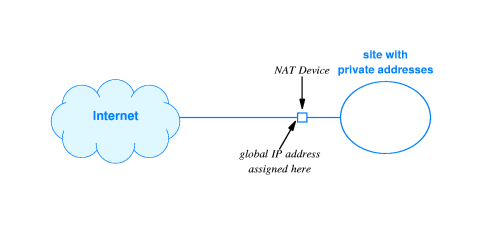 site with
private addresses
NAT Device
Internet
global IP address
assigned here